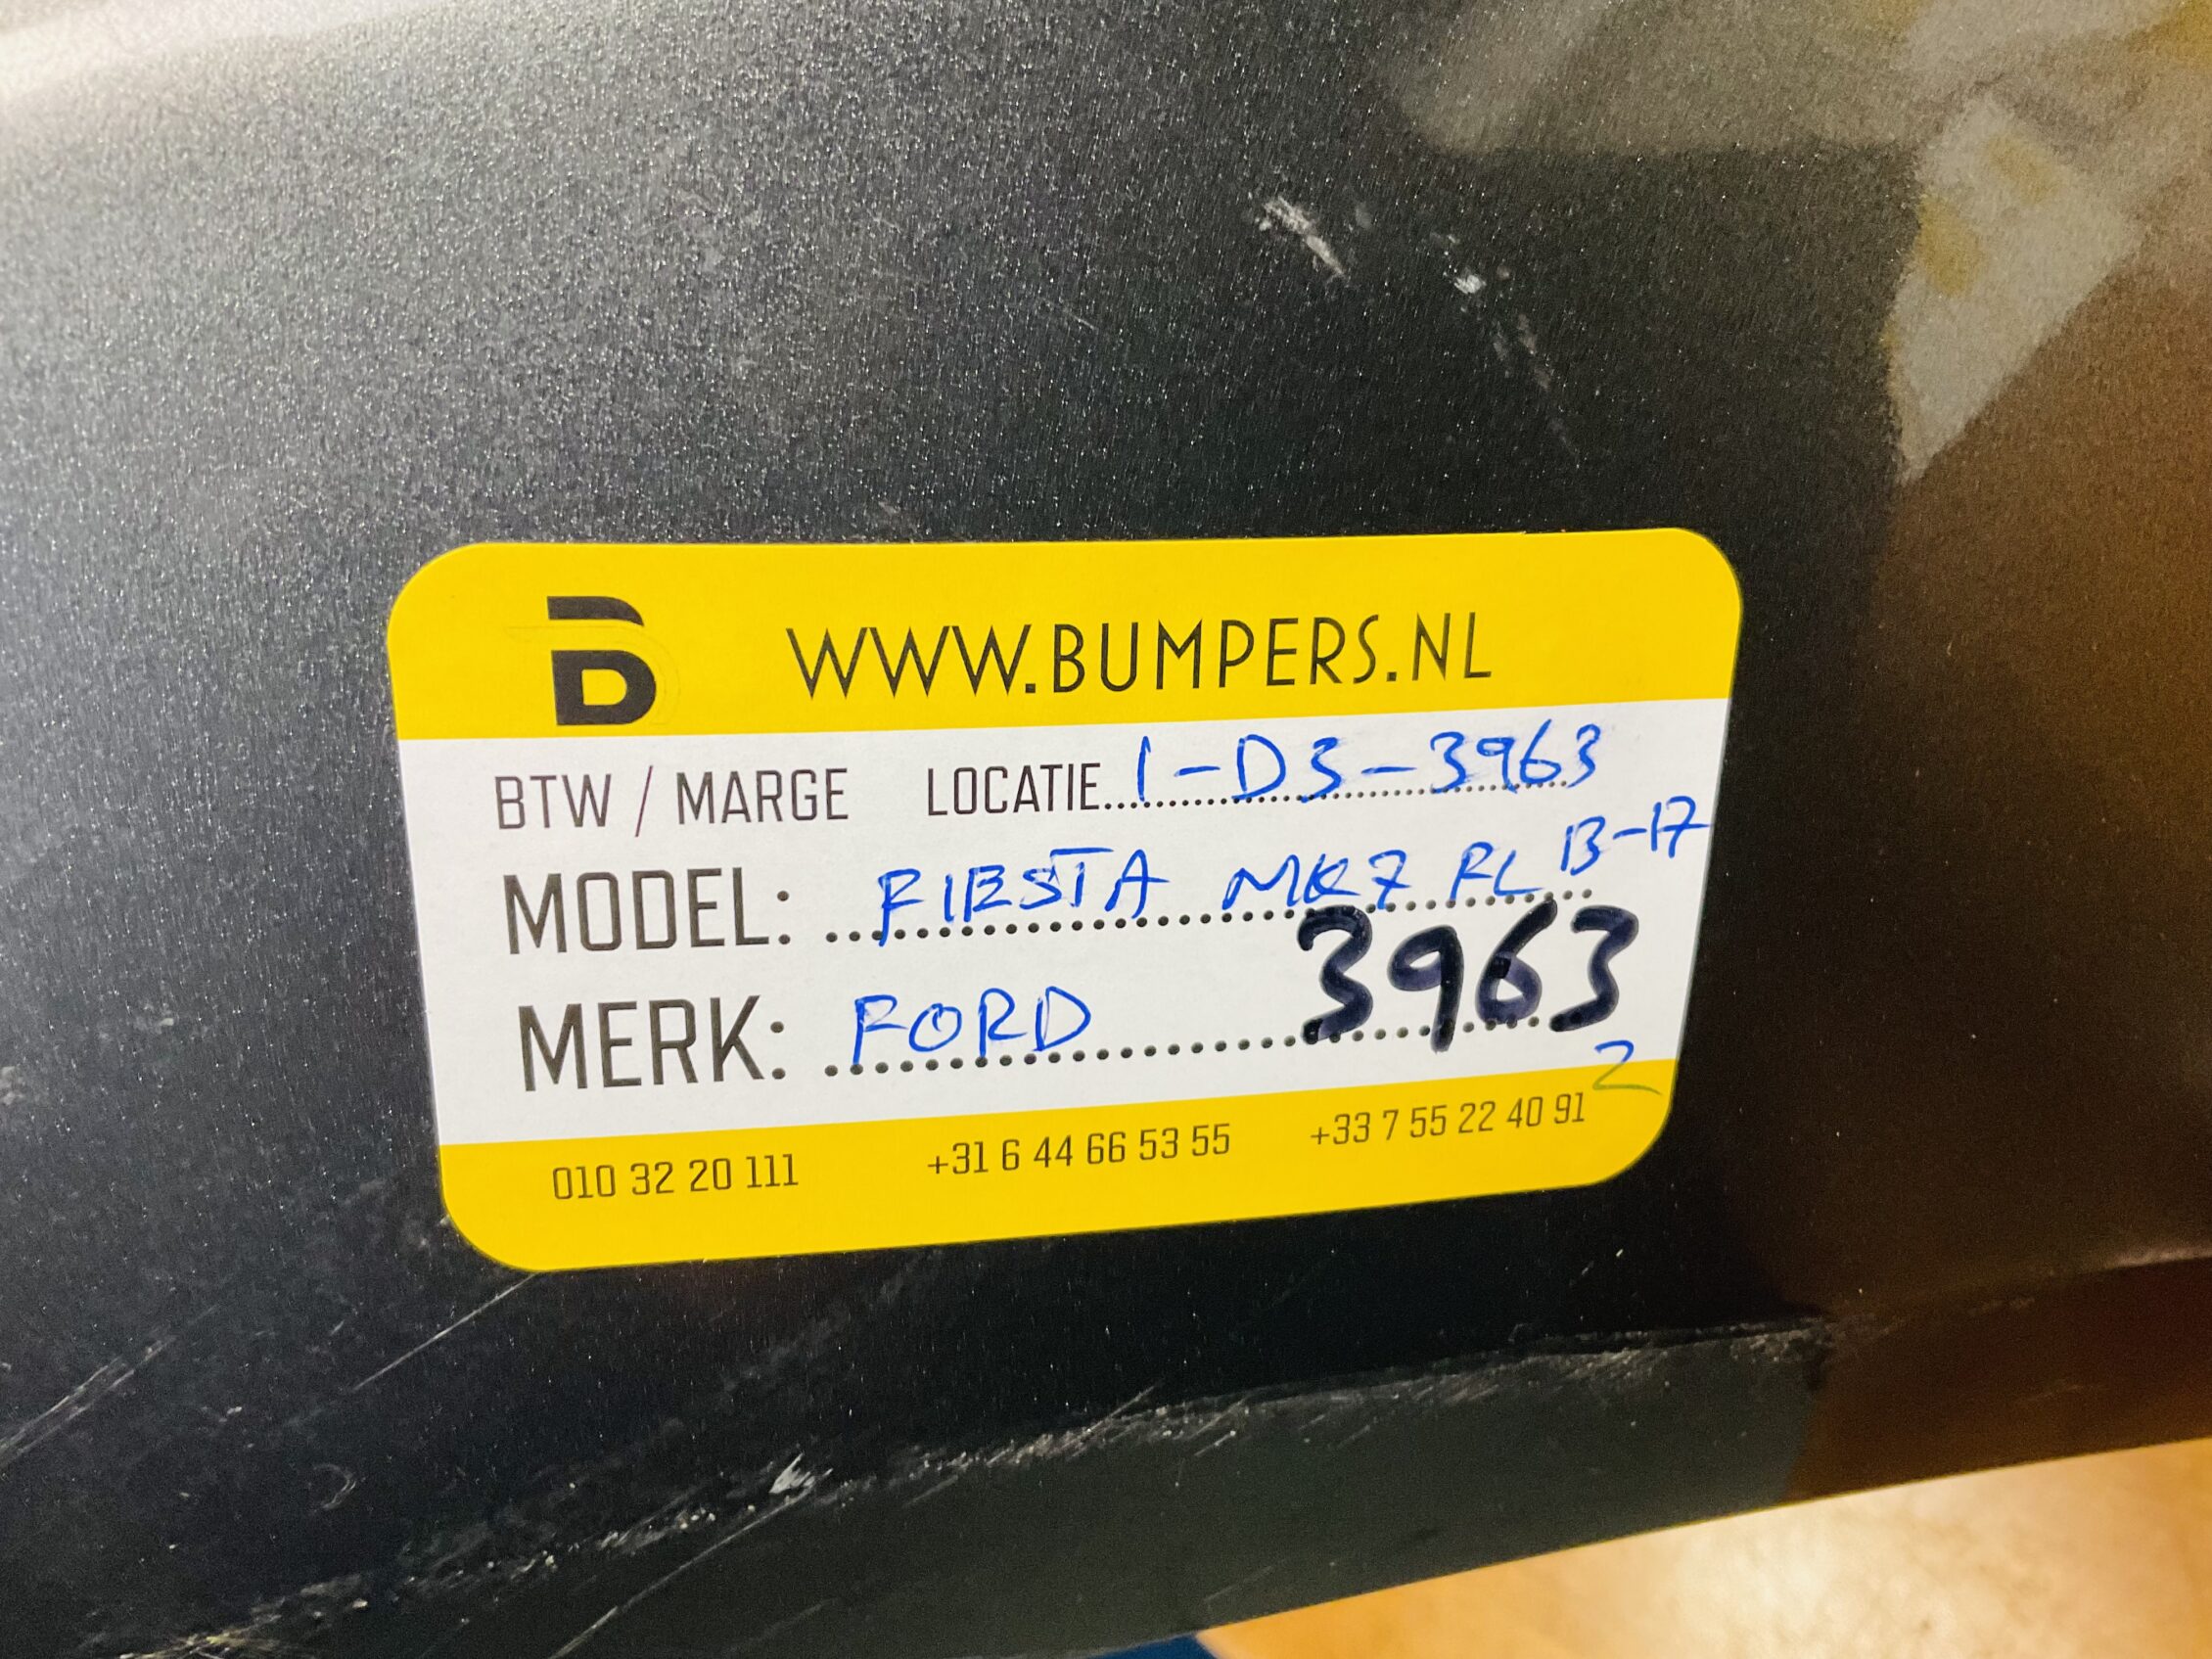 B WWW.BUMPERS.NL
BTW / MARGE LOCATIE 1-D3-3963
MODEL: FIESTA MK7 FL 13-17
MERK: FORD 3963
2
010 32 20 111 +31 6 44 66 53 55 +33 7 55 22 40 91